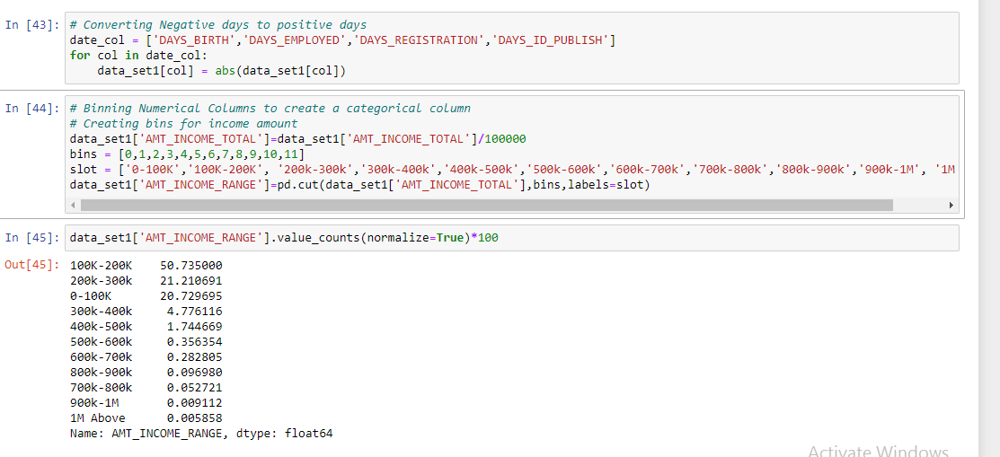 In [43]: # Converting Negative days to positive days
date_col = ['DAYS_BIRTH','DAYS_EMPLOYED','DAYS_REGISTRATION','DAYS_ID_PUBLISH']
for col in date_col:
    data_set1[col] = abs(data_set1[col])
In [44]: # Binning Numerical Columns to create a categorical column
# Creating bins for income amount
data_set1['AMT_INCOME_TOTAL']=data_set1['AMT_INCOME_TOTAL']/100000
bins = [0,1,2,3,4,5,6,7,8,9,10,11]
slot = ['0-100K','100K-200K', '200k-300k','300k-400k','400k-500k','500k-600k','600k-700k','700k-800k','800k-900k','900k-1M', '1M
data_set1['AMT_INCOME_RANGE']=pd.cut(data_set1['AMT_INCOME_TOTAL'],bins,labels=slot)
In [45]: data_set1['AMT_INCOME_RANGE'].value_counts(normalize=True)*100
Out[45]: 100K-200K    50.735000
200k-300k    21.210691
0-100K       20.729695
300k-400k     4.776116
400k-500k     1.744669
500k-600k     0.356354
600k-700k     0.282805
800k-900k     0.096980
700k-800k     0.052721
900k-1M       0.009112
1M Above      0.005858
Name: AMT_INCOME_RANGE, dtype: float64
Activate Windows